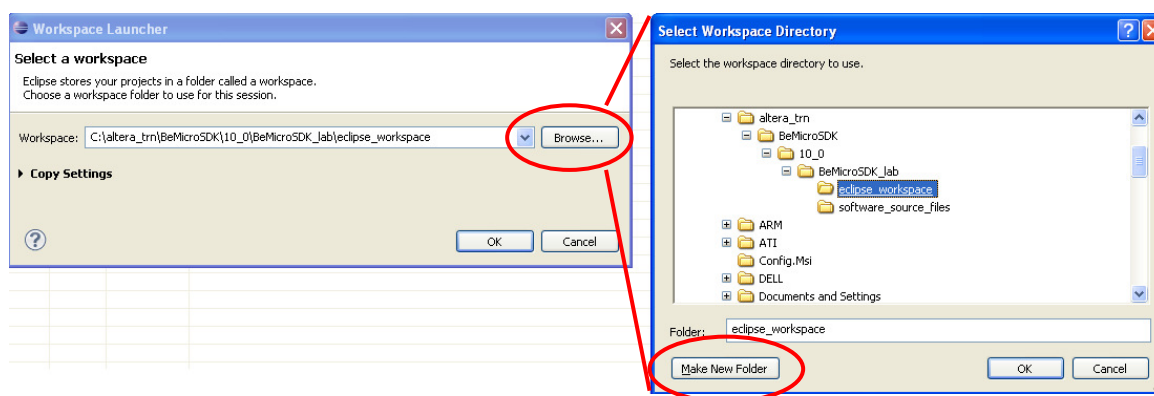 Workspace Launcher
Select a workspace
Eclipse stores your projects in a folder called a workspace.
Choose a workspace folder to use for this session.
Workspace: C:\altera_trn\BeMicroSDK\10_0\BeMicroSDK_lab\eclipse_workspace Browse...
Copy Settings
OK Cancel
Select Workspace Directory
Select the workspace directory to use.
altera_trn
BeMicroSDK
10_0
BeMicroSDK_lab
eclipse_workspace
software_source_files
ARM
ATI
Config.Msi
DELL
Documents and Settings
Folder: eclipse_workspace
Make New Folder OK Cancel